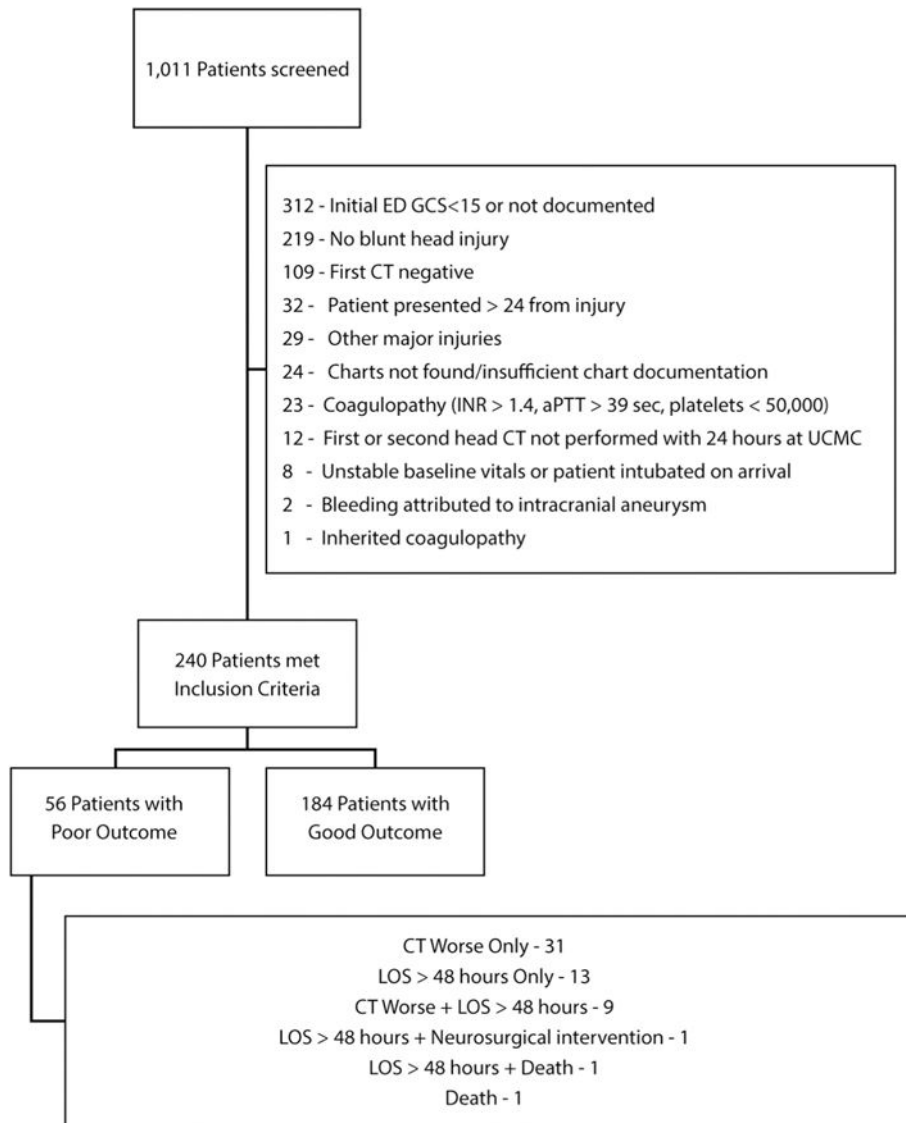 1,011 Patients screened
312 - Initial ED GCS<15 or not documented
219 - No blunt head injury
109 - First CT negative
32 - Patient presented > 24 from injury
29 - Other major injuries
24 - Charts not found/insufficient chart documentation
23 - Coagulopathy (INR > 1.4, aPTT > 39 sec, platelets < 50,000)
12 - First or second head CT not performed with 24 hours at UCMC
8 - Unstable baseline vitals or patient intubated on arrival
2 - Bleeding attributed to intracranial aneurysm
1 - Inherited coagulopathy
240 Patients met
Inclusion Criteria
56 Patients with
Poor Outcome
184 Patients with
Good Outcome
CT Worse Only - 31
LOS > 48 hours Only - 13
CT Worse + LOS > 48 hours - 9
LOS > 48 hours + Neurosurgical intervention - 1
LOS > 48 hours + Death - 1
Death - 1